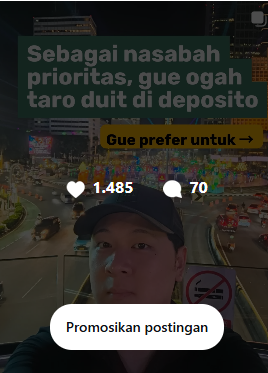 Sebagai nasabah
prioritas, gue ogah
taro duit di deposito
Gue prefer untuk →
1.485 70
Promosikan postingan